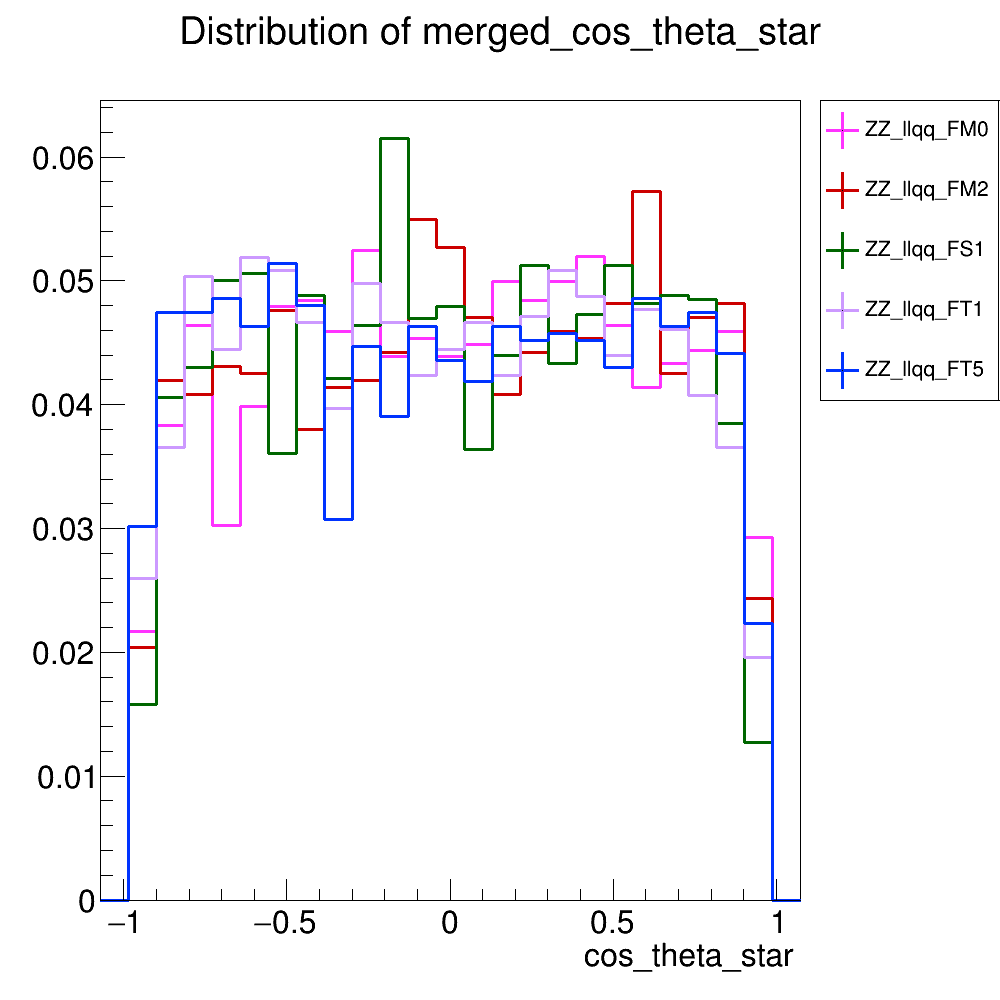 Distribution of merged_cos_theta_star
0.06
0.05
0.04
0.03
0.02
0.01
0
−1 −0.5 0 0.5 1
cos_theta_star
ZZ_llqq_FM0
ZZ_llqq_FM2
ZZ_llqq_FS1
ZZ_llqq_FT1
ZZ_llqq_FT5